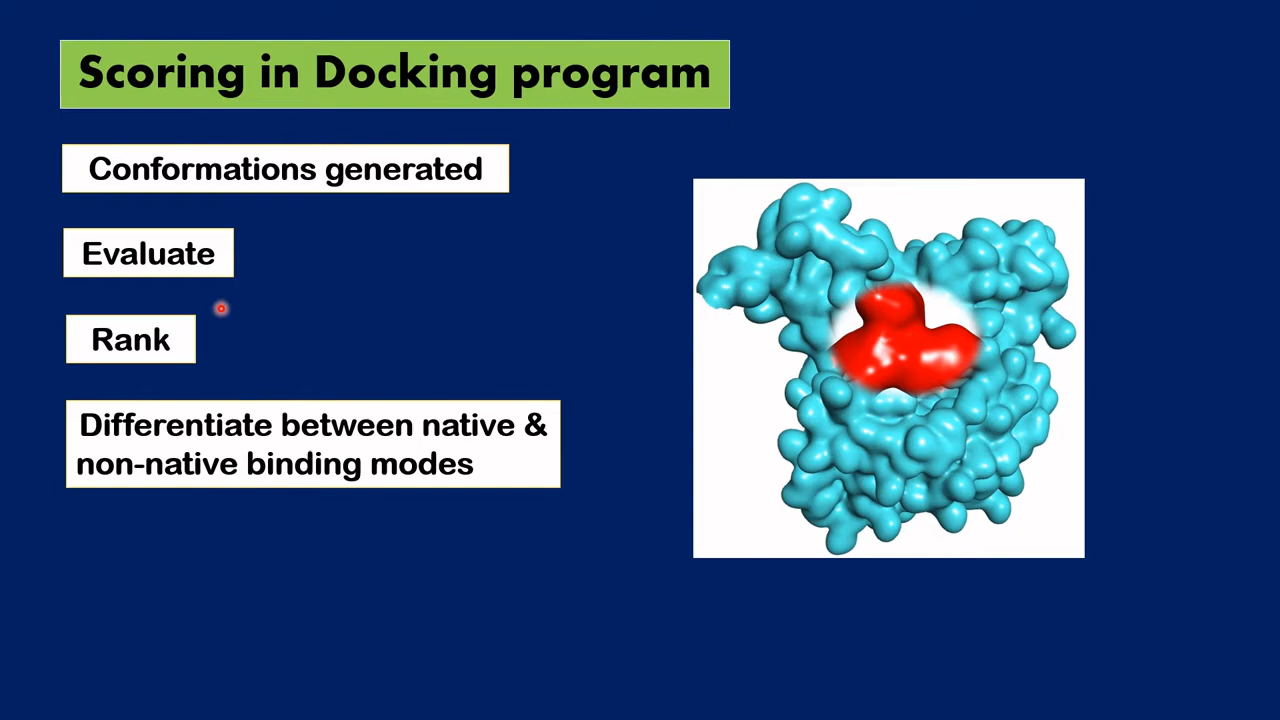 Scoring in Docking program
Conformations generated
Evaluate
Rank
Differentiate between native &
non-native binding modes